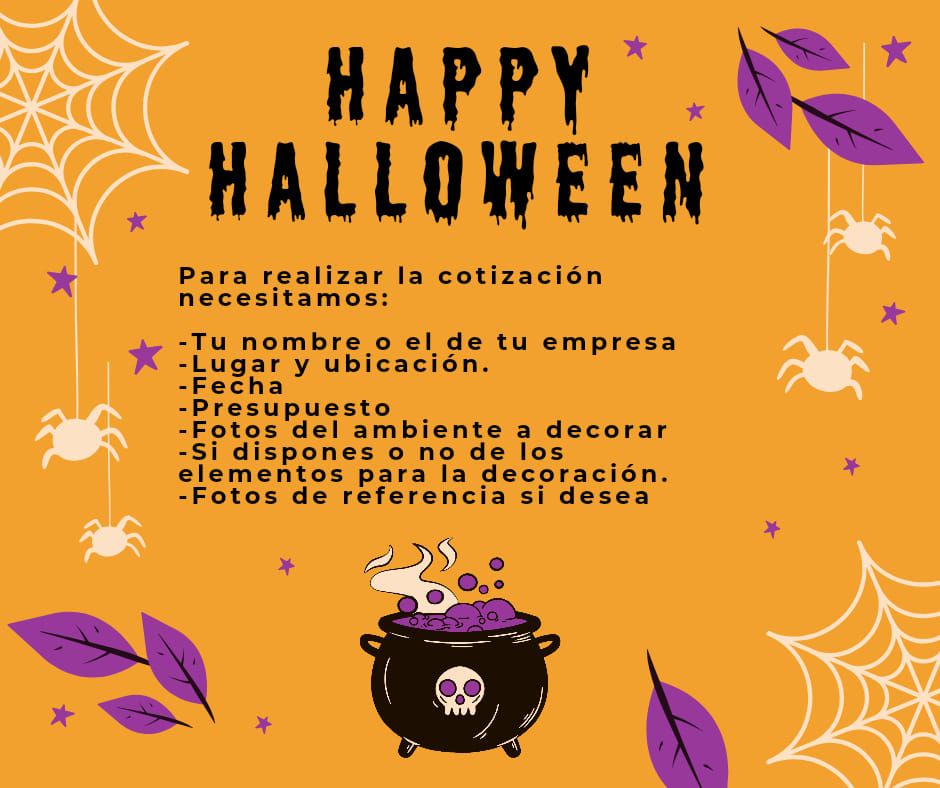 HAPPY
HALLOWEEN
Para realizar la cotización
necesitamos:
-Tu nombre o el de tu empresa
-Lugar y ubicación.
-Fecha
-Presupuesto
-Fotos del ambiente a decorar
-Si dispones o no de los
elementos para la decoración.
-Fotos de referencia si desea